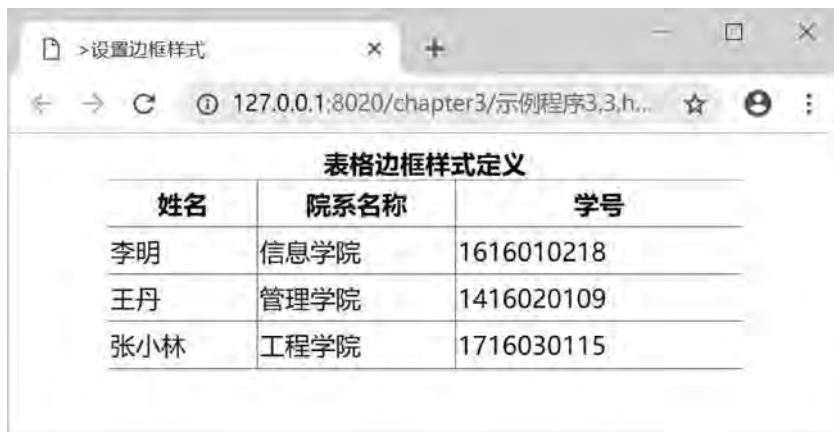 >设置边框样式
127.0.0.1:8020/chapter3/示例程序3,3,h...
表格边框样式定义
姓名 院系名称 学号
李明 信息学院 1616010218
王丹 管理学院 1416020109
张小林 工程学院 1716030115